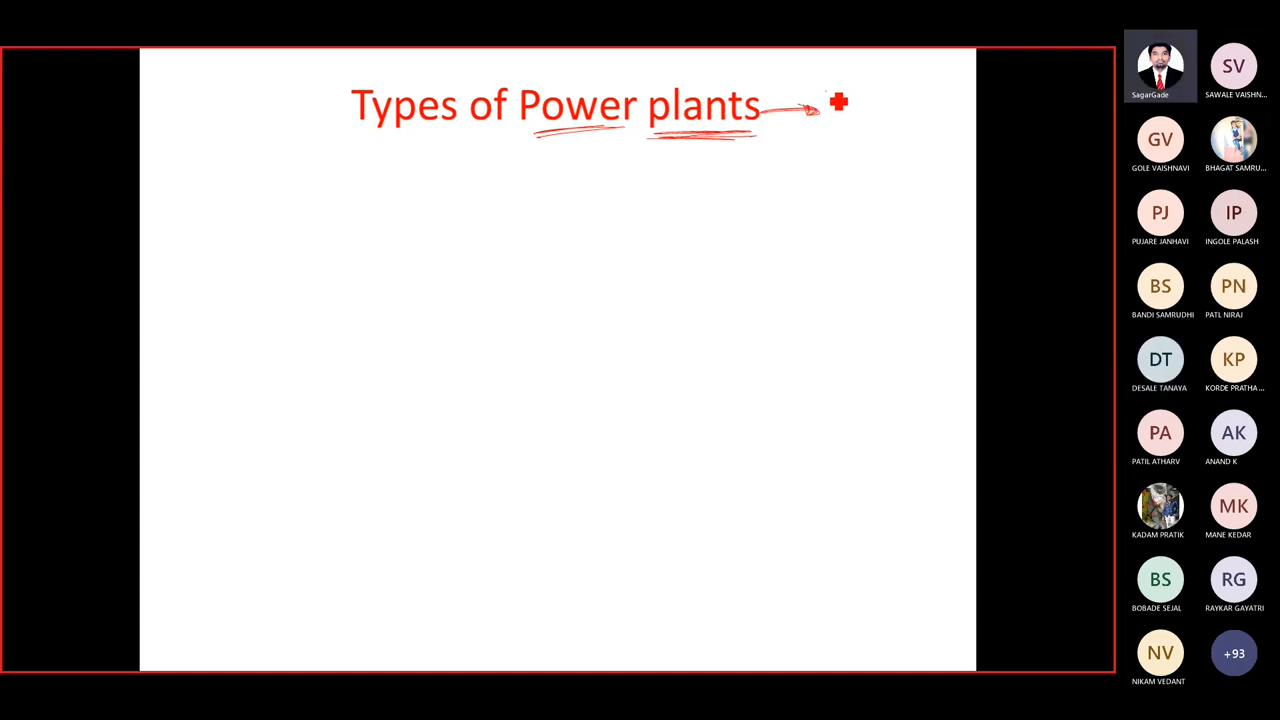 Types of Power plants
SagarGade
SV
SAWALE VAISHN...
GV
GOLE VAISHNAVI
BHAGAT SAMRU...
PJ
PUJARE JANHAVI
IP
INGOLE PALASH
BS
BANDI SAMRUDHI
PN
PATL NIRAJ
DT
DESALE TANAYA
KP
KORDE PRATHA...
PA
PATIL ATHARV
AK
ANAND K
KADAM PRATIK
MK
MANE KEDAR
BS
BOBADE SEJAL
RG
RAYKAR GAYATRI
NV
NIKAM VEDANT
+93